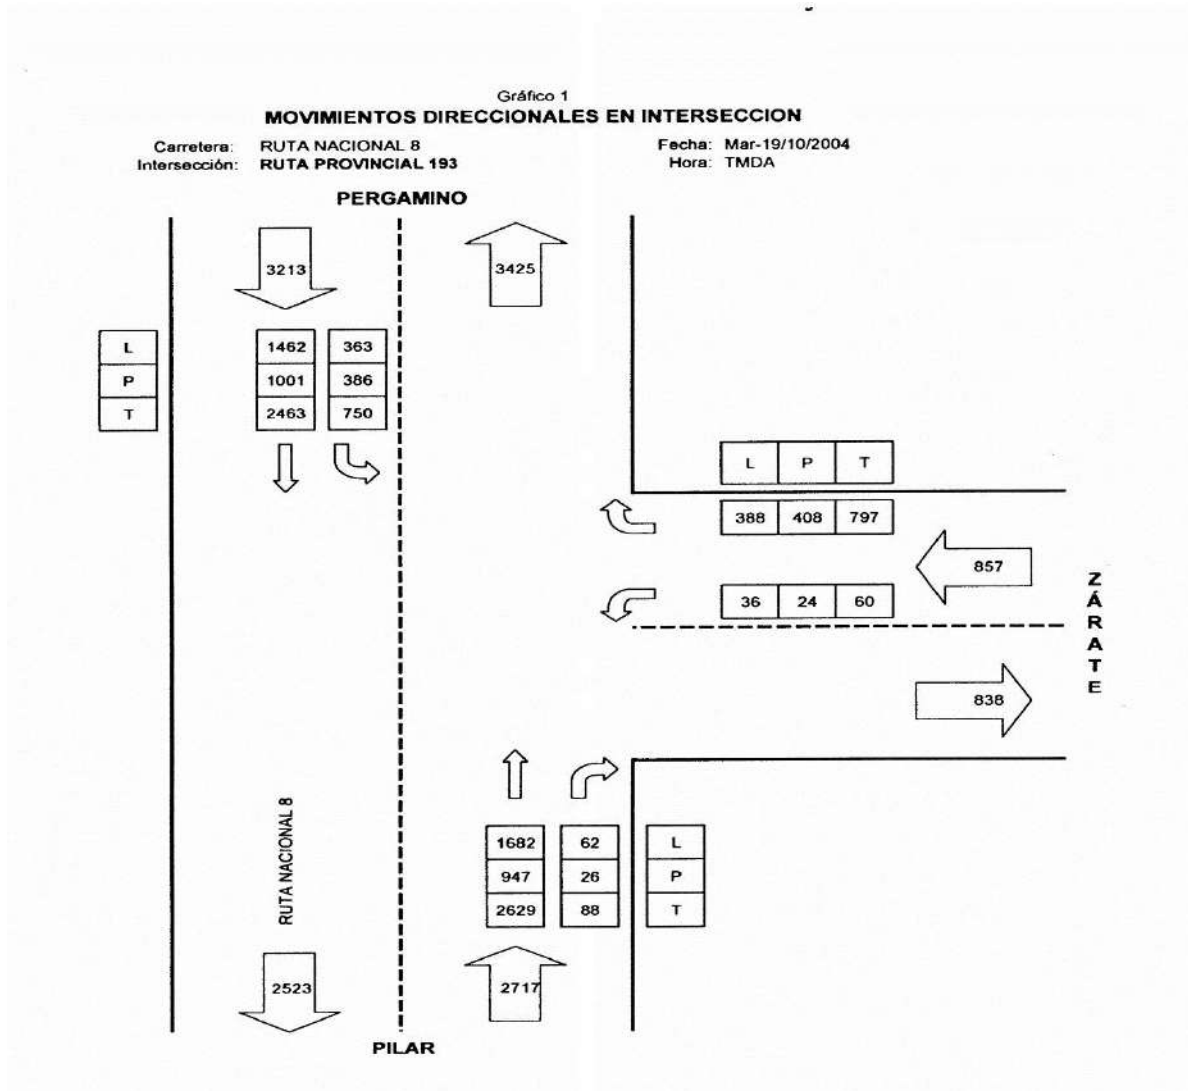 Gráfico 1
MOVIMIENTOS DIRECCIONALES EN INTERSECCION
Carretera: RUTA NACIONAL 8
Fecha: Mar-19/10/2004
Intersección: RUTA PROVINCIAL 193
Hora: TMDA
PERGAMINO
3213
3425
L 1462 363
P 1001 386
T 2463 750
L P T
388 408 797
857
36 24 60
ZÁRATE
838
RUTA NACIONAL 8
1682 62 L
947 26 P
2629 88 T
2523
2717
PILAR